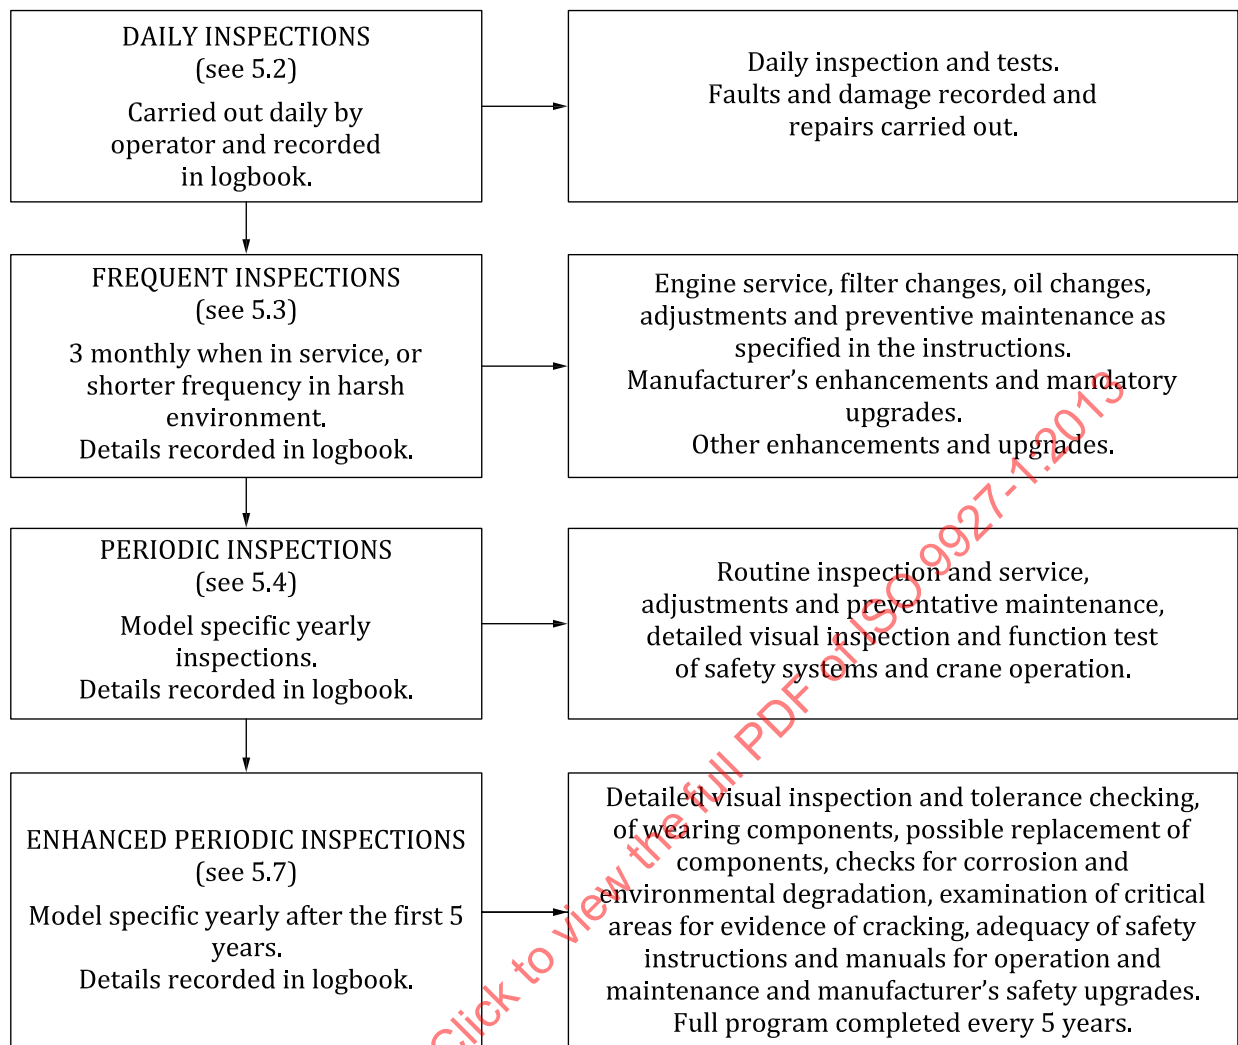 DAILY INSPECTIONS
(see 5.2)
Carried out daily by
operator and recorded
in logbook.
Daily inspection and tests.
Faults and damage recorded and
repairs carried out.
FREQUENT INSPECTIONS
(see 5.3)
3 monthly when in service, or
shorter frequency in harsh
environment.
Details recorded in logbook.
Engine service, filter changes, oil changes,
adjustments and preventive maintenance as
specified in the instructions.
Manufacturer's enhancements and mandatory
upgrades.
Other enhancements and upgrades.
PERIODIC INSPECTIONS
(see 5.4)
Model specific yearly
inspections.
Details recorded in logbook.
Routine inspection and service,
adjustments and preventative maintenance,
detailed visual inspection and function test
of safety systems and crane operation.
ENHANCED PERIODIC INSPECTIONS
(see 5.7)
Model specific yearly after the first 5
years.
Details recorded in logbook.
Detailed visual inspection and tolerance checking,
of wearing components, possible replacement of
components, checks for corrosion and
environmental degradation, examination of critical
areas for evidence of cracking, adequacy of safety
instructions and manuals for operation and
maintenance and manufacturer's safety upgrades.
Full program completed every 5 years.
Click to view the full PDF of ISO 9927-1:2013